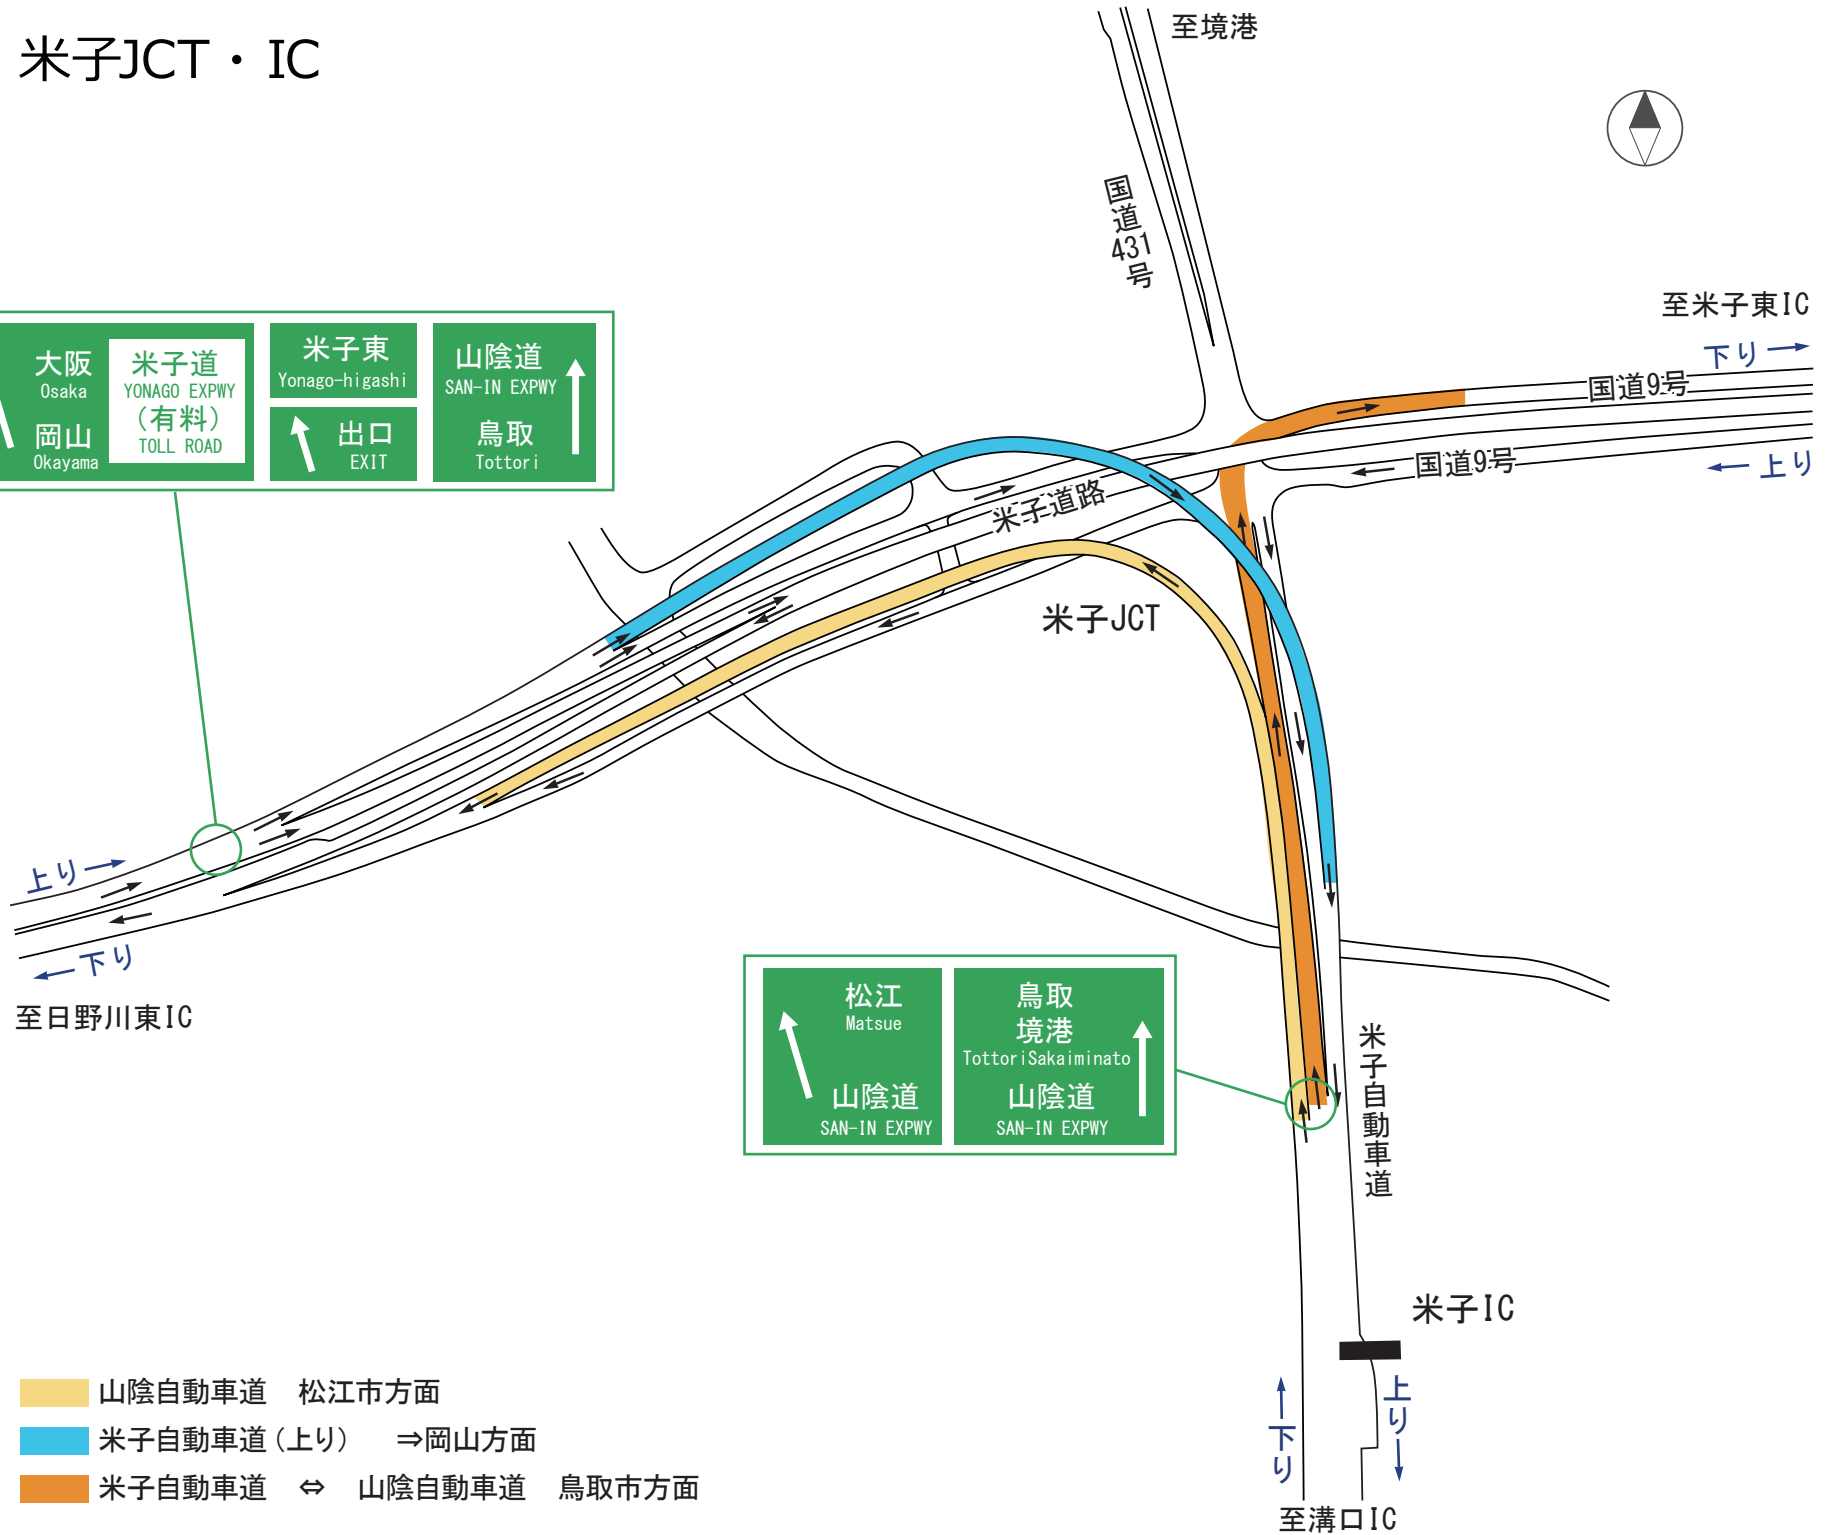 米子JCT・IC
至境港
国道431号
至米子東IC
下り
国道9号
国道9号
上り
大阪
Osaka
岡山
Okayama
米子道
YONAGO EXPWY
(有料)
TOLL ROAD
米子東
Yonago-higashi
出口
EXIT
山陰道
SAN-IN EXPWY
鳥取
Tottori
米子道路
米子JCT
上り
下り
至日野川東IC
松江
Matsue
山陰道
SAN-IN EXPWY
鳥取
境港
TottoriSakaiminato
山陰道
SAN-IN EXPWY
米子自動車道
米子IC
上り
下り
至溝口IC
山陰自動車道 松江市方面
米子自動車道(上り) ⇒岡山方面
米子自動車道 ⇔ 山陰自動車道 鳥取市方面